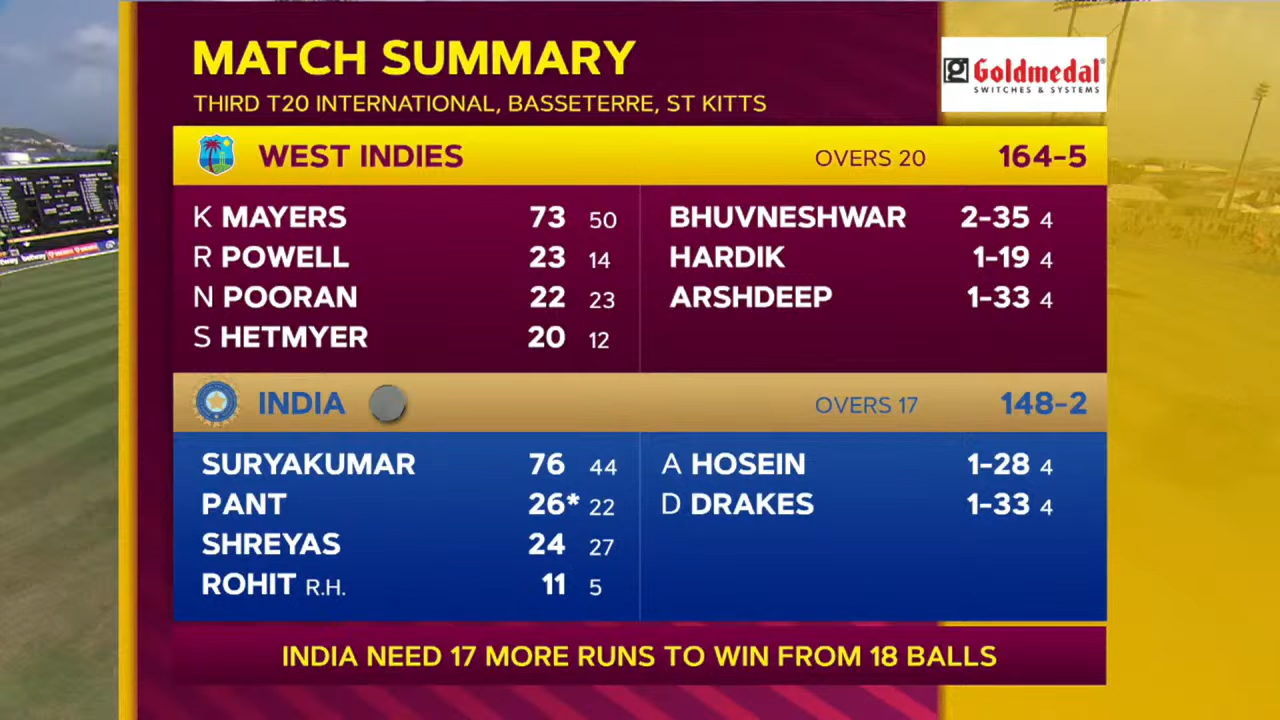 MATCH SUMMARY
THIRD T20 INTERNATIONAL, BASSETERRE, ST KITTS
Goldmedal
SWITCHES & SYSTEMS
WEST INDIES OVERS 20 164-5
K MAYERS 73 50 BHUVNESHWAR 2-35 4
R POWELL 23 14 HARDIK 1-19 4
N POORAN 22 23 ARSHDEEP 1-33 4
S HETMYER 20 12
INDIA OVERS 17 148-2
SURYAKUMAR 76 44 A HOSEIN 1-28 4
PANT 26* 22 D DRAKES 1-33 4
SHREYAS 24 27
ROHIT R.H. 11 5
INDIA NEED 17 MORE RUNS TO WIN FROM 18 BALLS